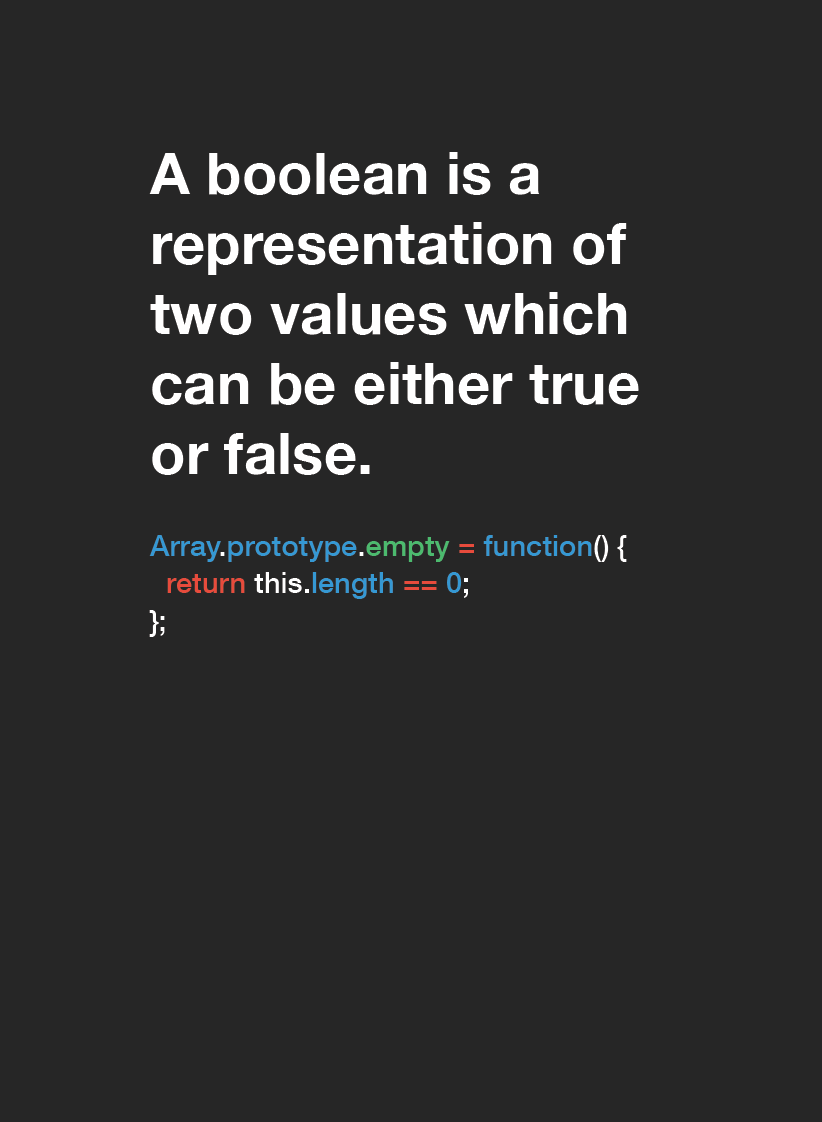 A boolean is a
representation of
two values which
can be either true
or false.
Array.prototype.empty = function() {
  return this.length == 0;
};